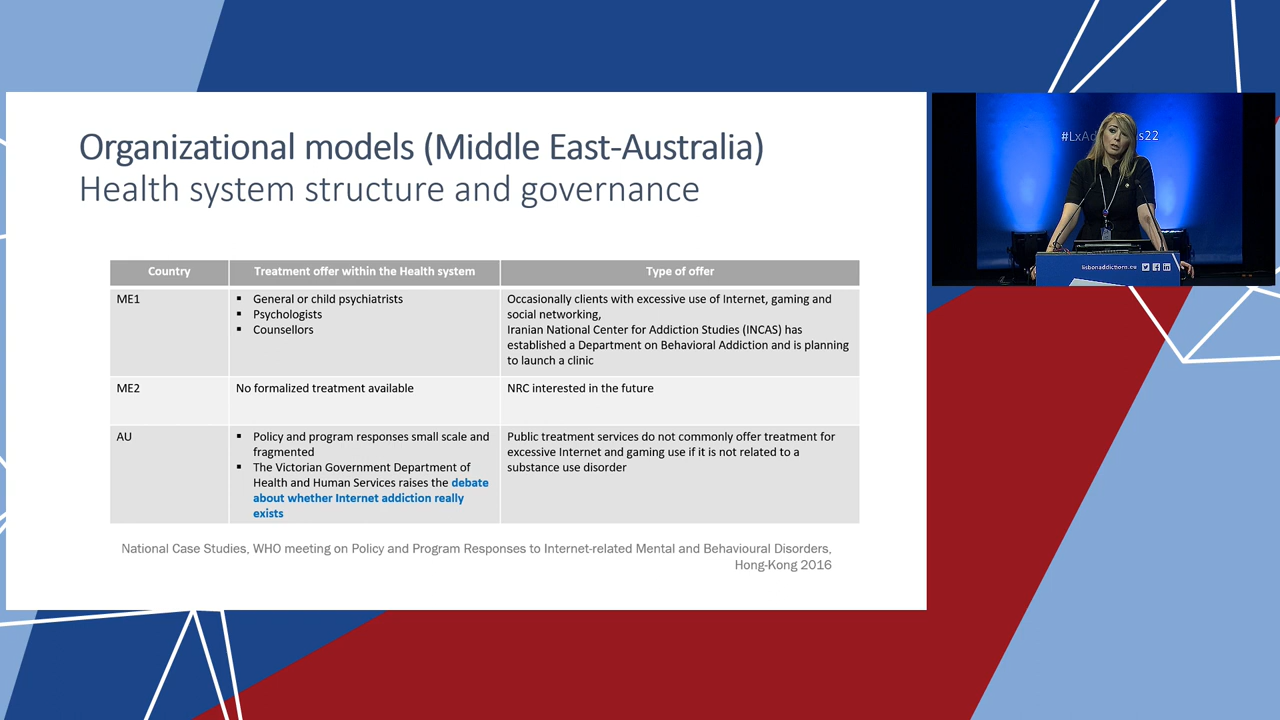 Organizational models (Middle East-Australia)
Health system structure and governance
Country
Treatment offer within the Health system
Type of offer
ME1
▪ General or child psychiatrists
▪ Psychologists
▪ Counsellors
Occasionally clients with excessive use of Internet, gaming and
social networking,
Iranian National Center for Addiction Studies (INCAS) has
established a Department on Behavioral Addiction and is planning
to launch a clinic
ME2
No formalized treatment available
NRC interested in the future
AU
▪ Policy and program responses small scale and
fragmented
▪ The Victorian Government Department of
Health and Human Services raises the debate
about whether Internet addiction really
exists
Public treatment services do not commonly offer treatment for
excessive Internet and gaming use if it is not related to a
substance use disorder
National Case Studies, WHO meeting on Policy and Program Responses to Internet-related Mental and Behavioural Disorders,
Hong-Kong 2016
lisbonaddictions.eu